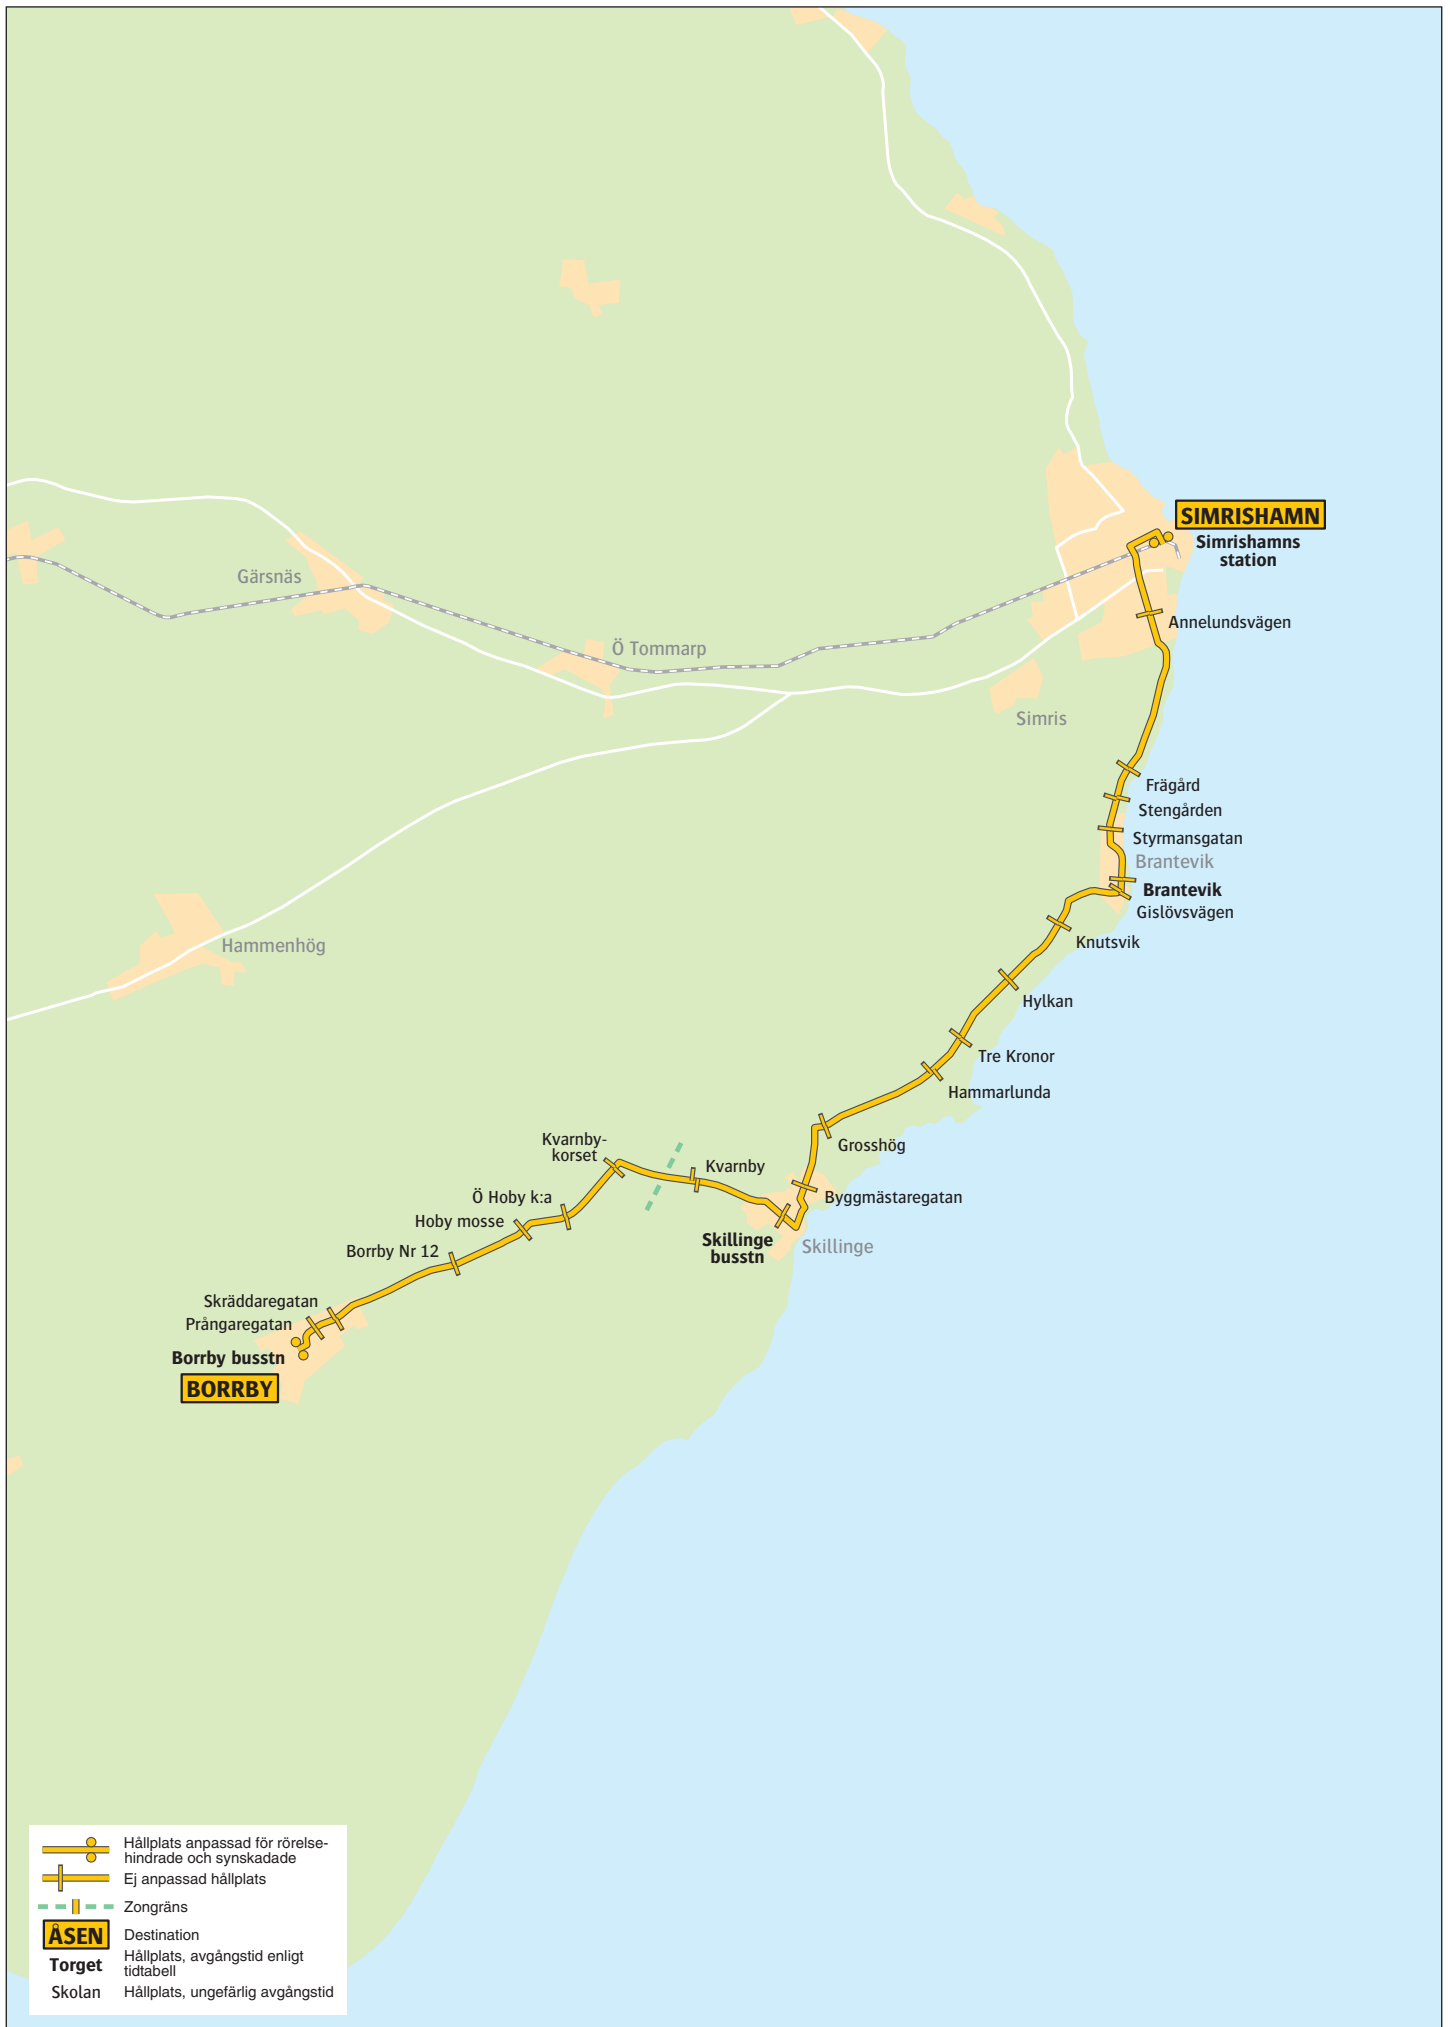 SIMRISHAMN
Simrishamns
station
Gärsnäs
Annelundsvägen
Ö Tommarp
Simris
Frägård
Stengården
Styrmansgatan
Brantevik
Brantevik
Gislövsvägen
Hammenhög
Knutsvik
Hylkan
Tre Kronor
Hammarlunda
Grosshög
Kvarnby-
korset
Kvarnby
Ö Hoby k:a
Byggmästaregatan
Hoby mosse
Skillinge
busstn
Skillinge
Borrby Nr 12
Skräddaregatan
Prångaregatan
Borrby busstn
BORRBY
Hållplats anpassad för rörelse-
hindrade och synskadade
Ej anpassad hållplats
Zongräns
ÅSEN Destination
Torget Hållplats, avgångstid enligt
tidtabell
Skolan Hållplats, ungefärlig avgångstid